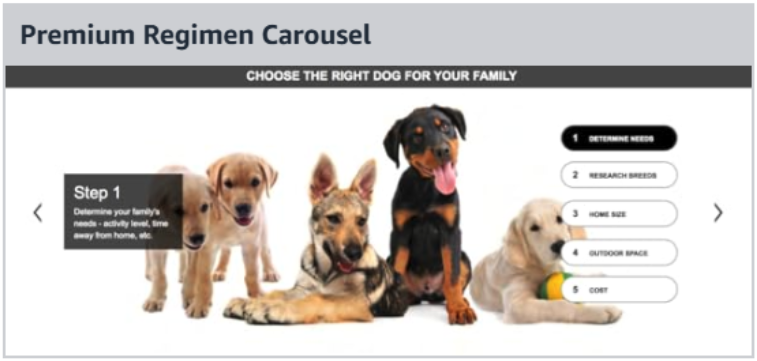 Premium Regimen Carousel
CHOOSE THE RIGHT DOG FOR YOUR FAMILY
Step 1
Determine your family's
needs - activity level, time
away from home, etc.
1 DETERMINE NEEDS
2 RESEARCH BREEDS
3 HOME SIZE
4 OUTDOOR SPACE
5 COST